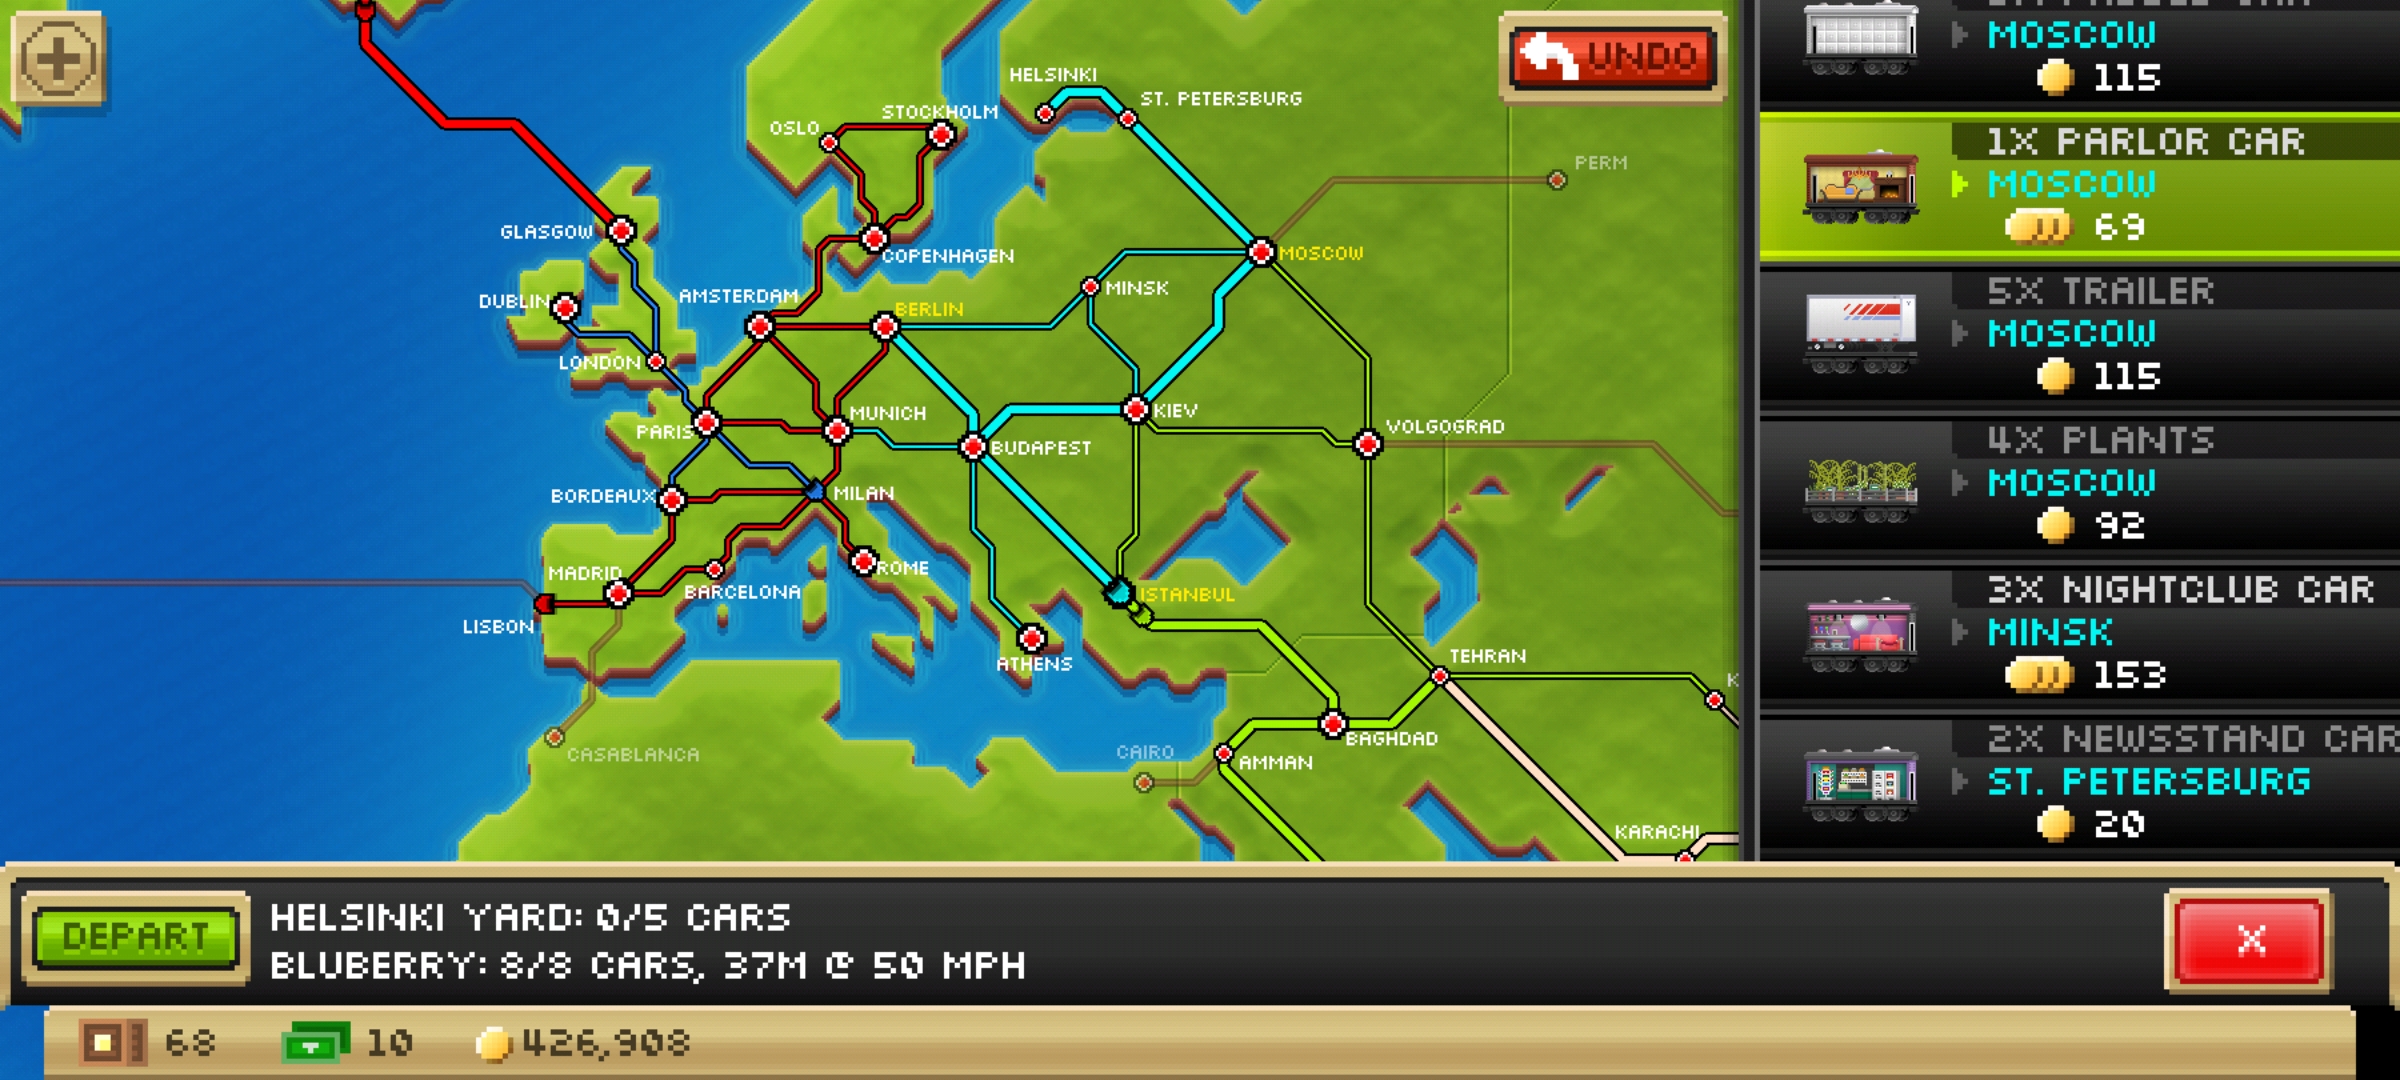 UNDO
HELSINKI
ST. PETERSBURG
STOCKHOLM
OSLO
PERM
GLASGOW
MOSCOW
COPENHAGEN
MINSK
DUBLIN
AMSTERDAM
BERLIN
LONDON
MUNICH
KIEV
PARIS
VOLGOGRAD
BUDAPEST
BORDEAUX
MILAN
MADRID
ROME
BARCELONA
ISTANBUL
LISBON
ATHENS
TEHRAN
K
BAGHDAD
CASABLANCA
CAIRO
AMMAN
KARACHI
MOSCOW
115
1X PARLOR CAR
MOSCOW
69
5X TRAILER
MOSCOW
115
4X PLANTS
MOSCOW
92
3X NIGHTCLUB CAR
MINSK
153
2X NEWSSTAND CAR
ST. PETERSBURG
20
DEPART
HELSINKI YARD: 0/5 CARS
BLUBERRY: 8/8 CARS, 37M @ 50 MPH
X
68
10
426,908